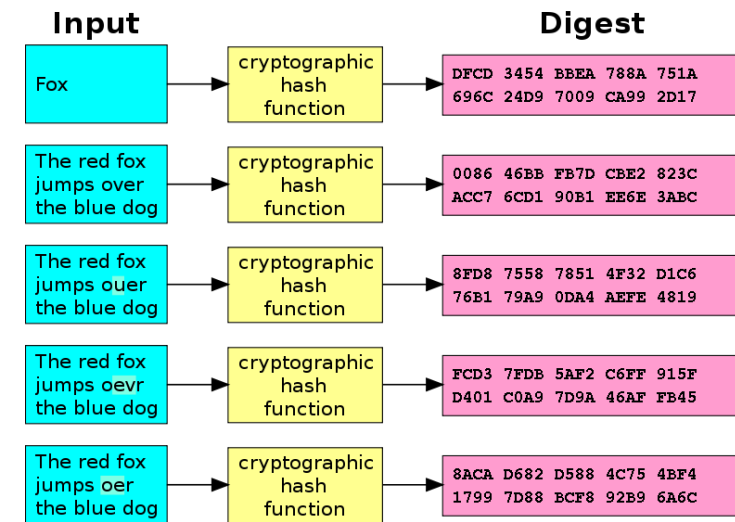 Input
Digest
Fox
cryptographic
hash
function
DFCD 3454 BBEA 788A 751A
696C 24D9 7009 CA99 2D17
The red fox
jumps over
the blue dog
cryptographic
hash
function
0086 46BB FB7D CBE2 823C
ACC7 6CD1 90B1 EE6E 3ABC
The red fox
jumps ouer
the blue dog
cryptographic
hash
function
8FD8 7558 7851 4F32 D1C6
76B1 79A9 0DA4 AEFE 4819
The red fox
jumps oevr
the blue dog
cryptographic
hash
function
FCD3 7FDB 5AF2 C6FF 915F
D401 C0A9 7D9A 46AF FB45
The red fox
jumps oer
the blue dog
cryptographic
hash
function
8ACA D682 D588 4C75 4BF4
1799 7D88 BCF8 92B9 6A6C